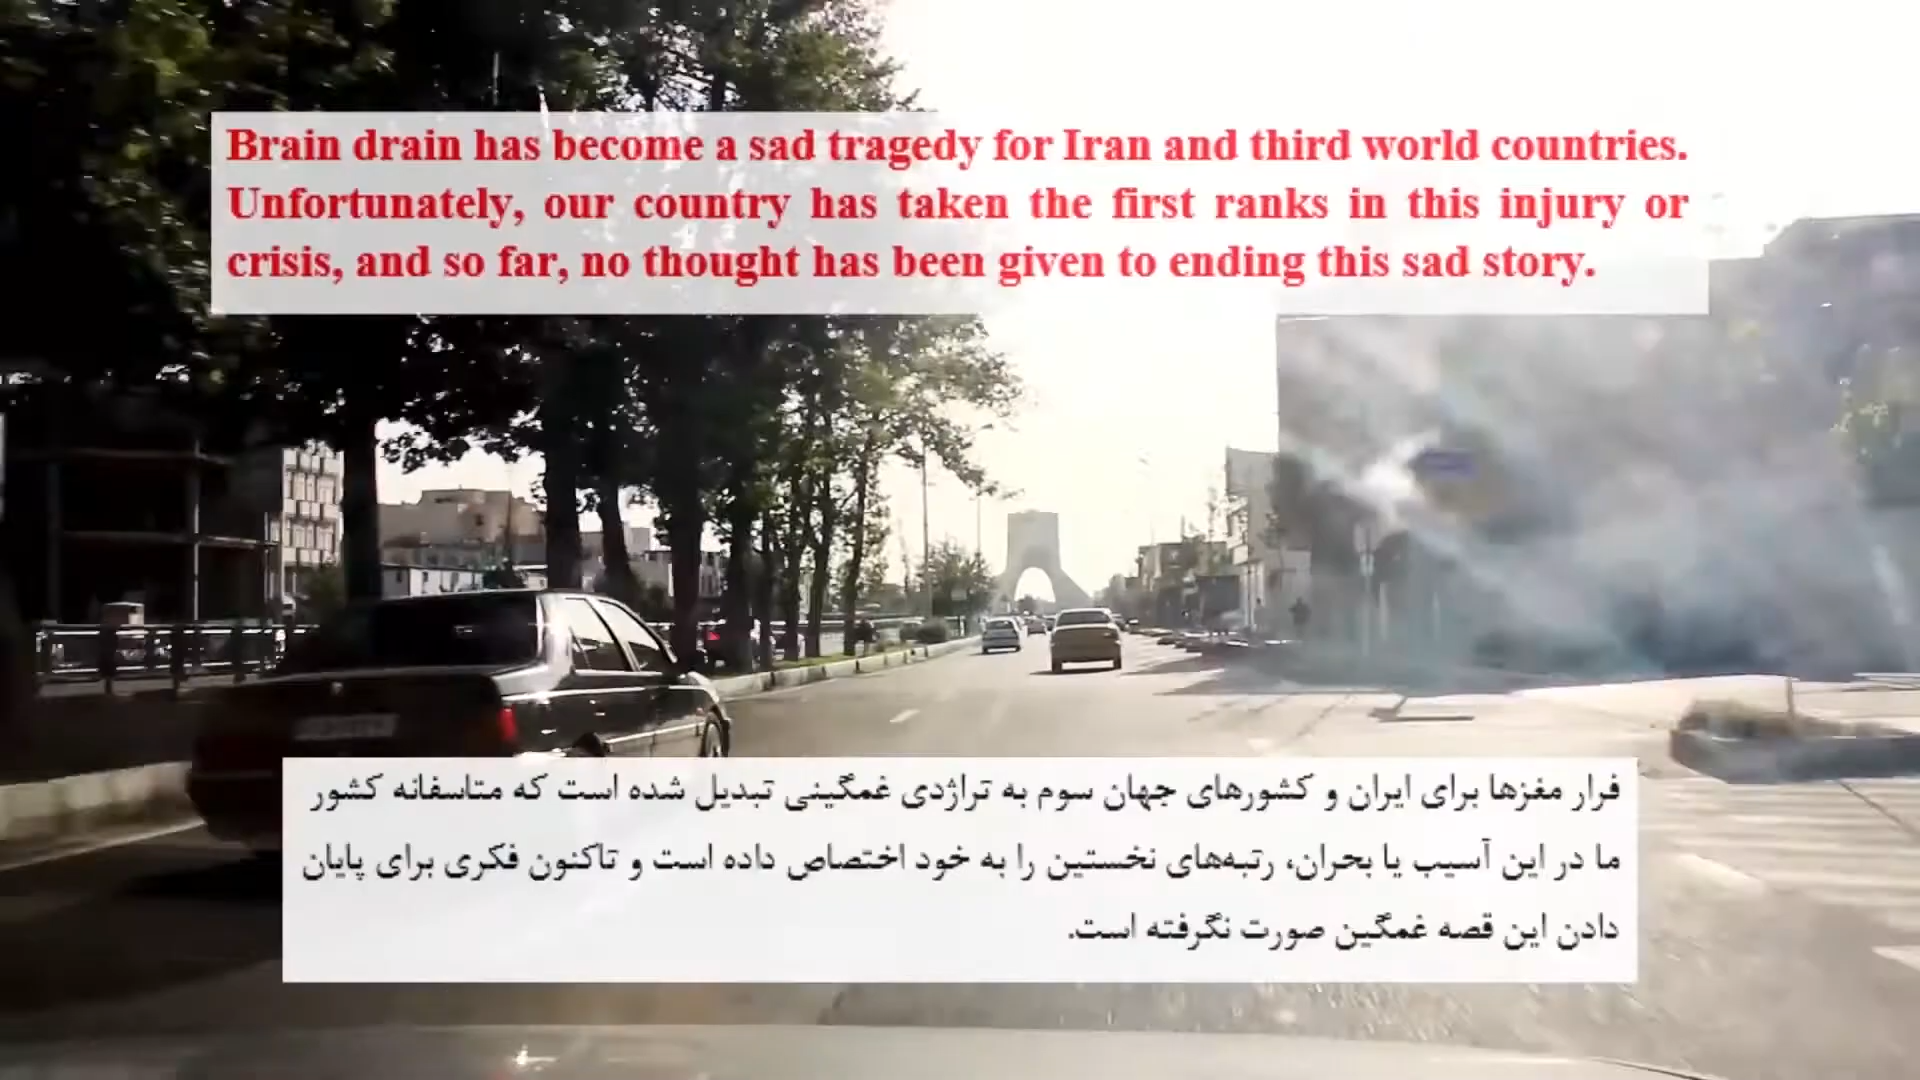 Brain drain has become a sad tragedy for Iran and third world countries.
Unfortunately, our country has taken the first ranks in this injury or
crisis, and so far, no thought has been given to ending this sad story.
فرار مغزها برای ایران و کشورهای جهان سوم به تراژدی غمگینی تبدیل شده است که متاسفانه کشور
ما در این آسیب یا بحران، رتبه‌های نخستین را به خود اختصاص داده است و تاکنون فکری برای پایان
دادن این قصه غمگین صورت نگرفته است.